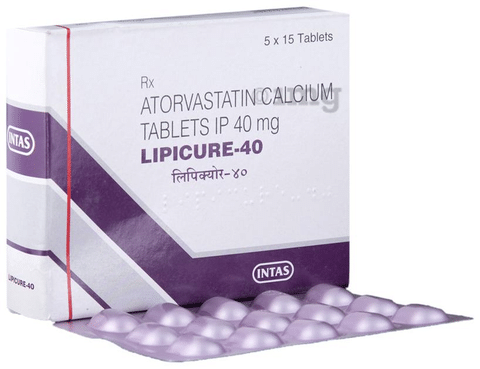 5 x 15 Tablets
Rx
ATORVASTATIN CALCIUM
TABLETS IP 40 mg
LIPICURE-40
लिपिक्योर-४०
INTAS
INTAS
LIPICURE-40